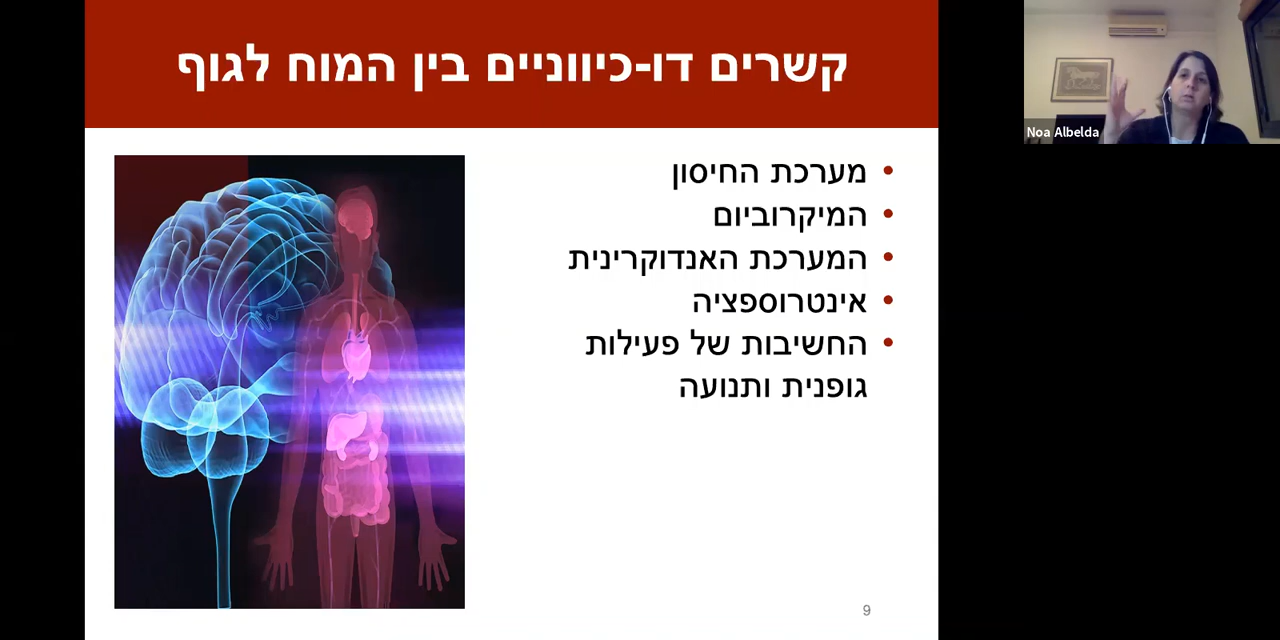 קשרים דו-כיווניים בין המוח לגוף
Noa Albelda
• מערכת החיסון
• המיקרוביום
• המערכת האנדוקרינית
• אינטרוספציה
• החשיבות של פעילות
גופנית ותנועה
9